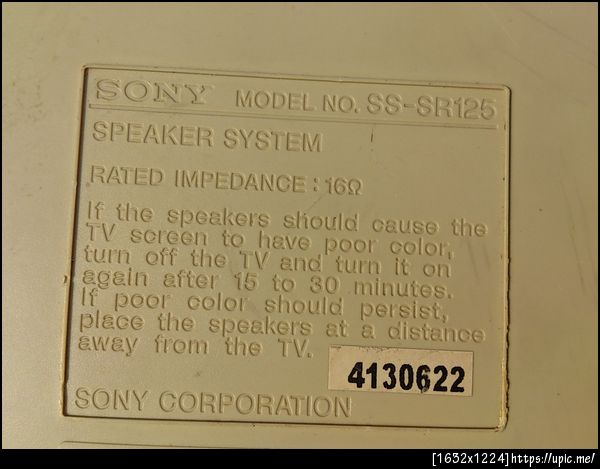 SONY MODEL NO. SS-SR125
SPEAKER SYSTEM
RATED IMPEDANCE : 16Ω
If the speakers should cause the
TV screen to have poor color,
turn off the TV and turn it on
again after 15 to 30 minutes.
If poor color should persist,
place the speakers at a distance
away from the TV.
4130622
SONY CORPORATION
[1632x1224]https://upic.me/